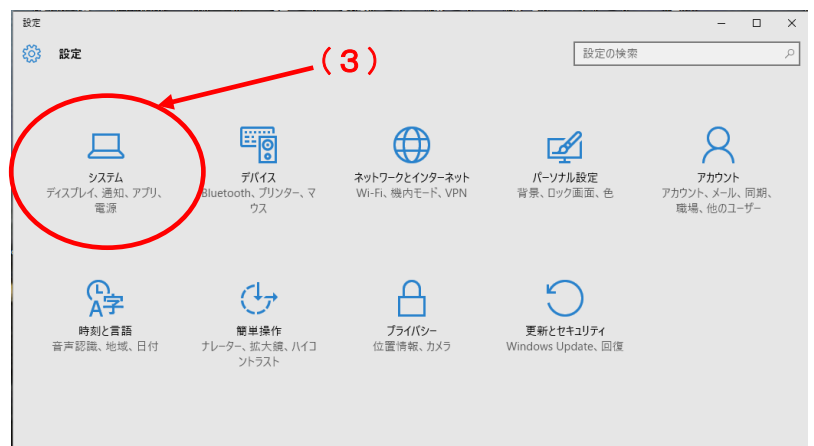 設定
設定
設定の検索
(3)
システム
ディスプレイ、通知、アプリ、
電源
デバイス
Bluetooth、プリンター、マ
ウス
ネットワークとインターネット
Wi-Fi、機内モード、VPN
パーソナル設定
背景、ロック画面、色
アカウント
アカウント、メール、同期、
職場、他のユーザー
時刻と言語
音声認識、地域、日付
簡単操作
ナレーター、拡大鏡、ハイコ
ントラスト
プライバシー
位置情報、カメラ
更新とセキュリティ
Windows Update、回復